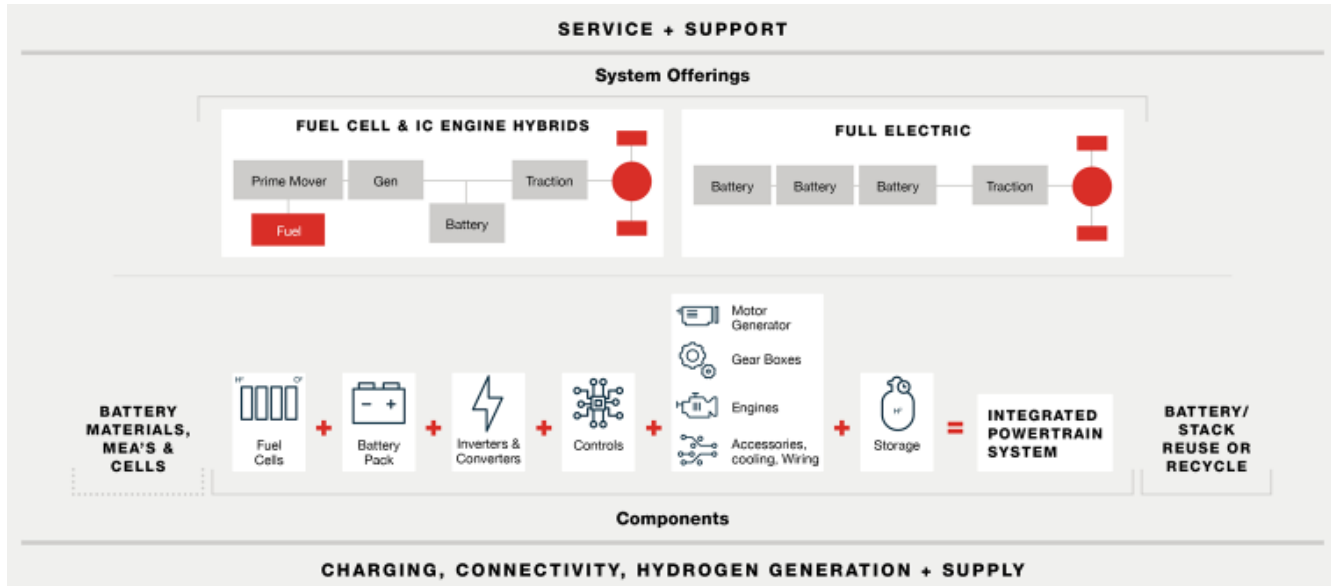 SERVICE + SUPPORT
System Offerings
FUEL CELL & IC ENGINE HYBRIDS
Prime Mover
Gen
Traction
Fuel
Battery
FULL ELECTRIC
Battery
Battery
Battery
Traction
BATTERY
MATERIALS,
MEA'S &
CELLS
H⁺
O⁻
Fuel
Cells
+
- +
Battery
Pack
+
Inverters &
Converters
+
Controls
+
Motor
Generator
Gear Boxes
Engines
Accessories,
cooling, Wiring
+
H⁺
Storage
=
INTEGRATED
POWERTRAIN
SYSTEM
BATTERY/
STACK
REUSE OR
RECYCLE
Components
CHARGING, CONNECTIVITY, HYDROGEN GENERATION + SUPPLY